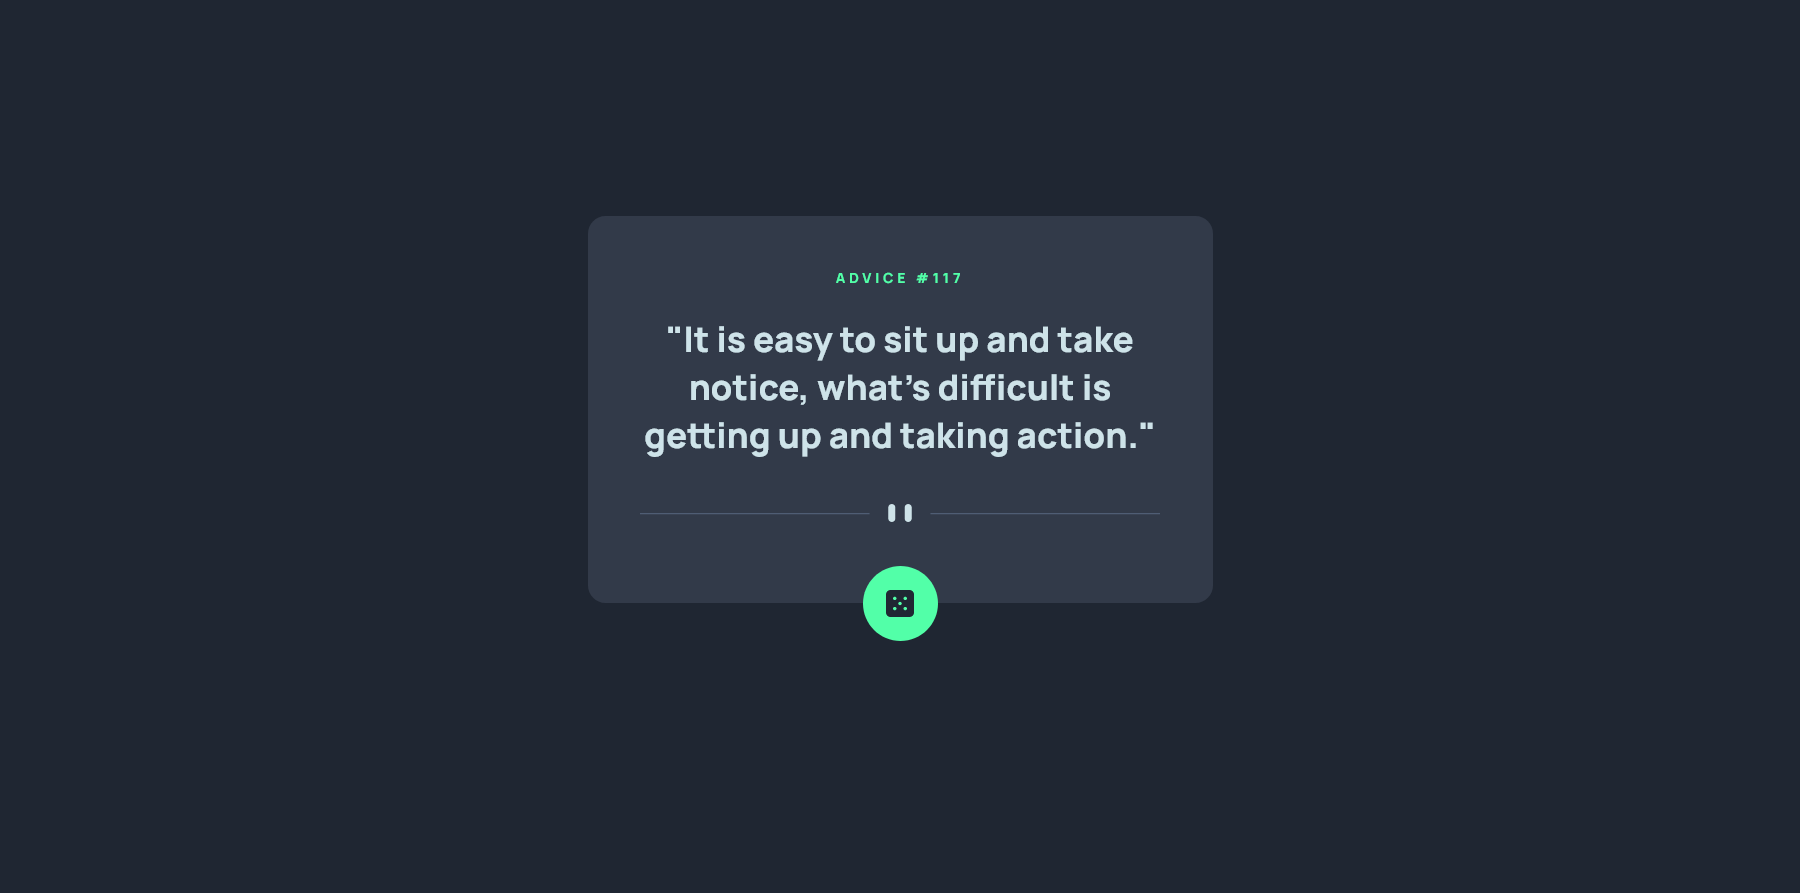 ADVICE #117
"It is easy to sit up and take
notice, what’s difficult is
getting up and taking action."